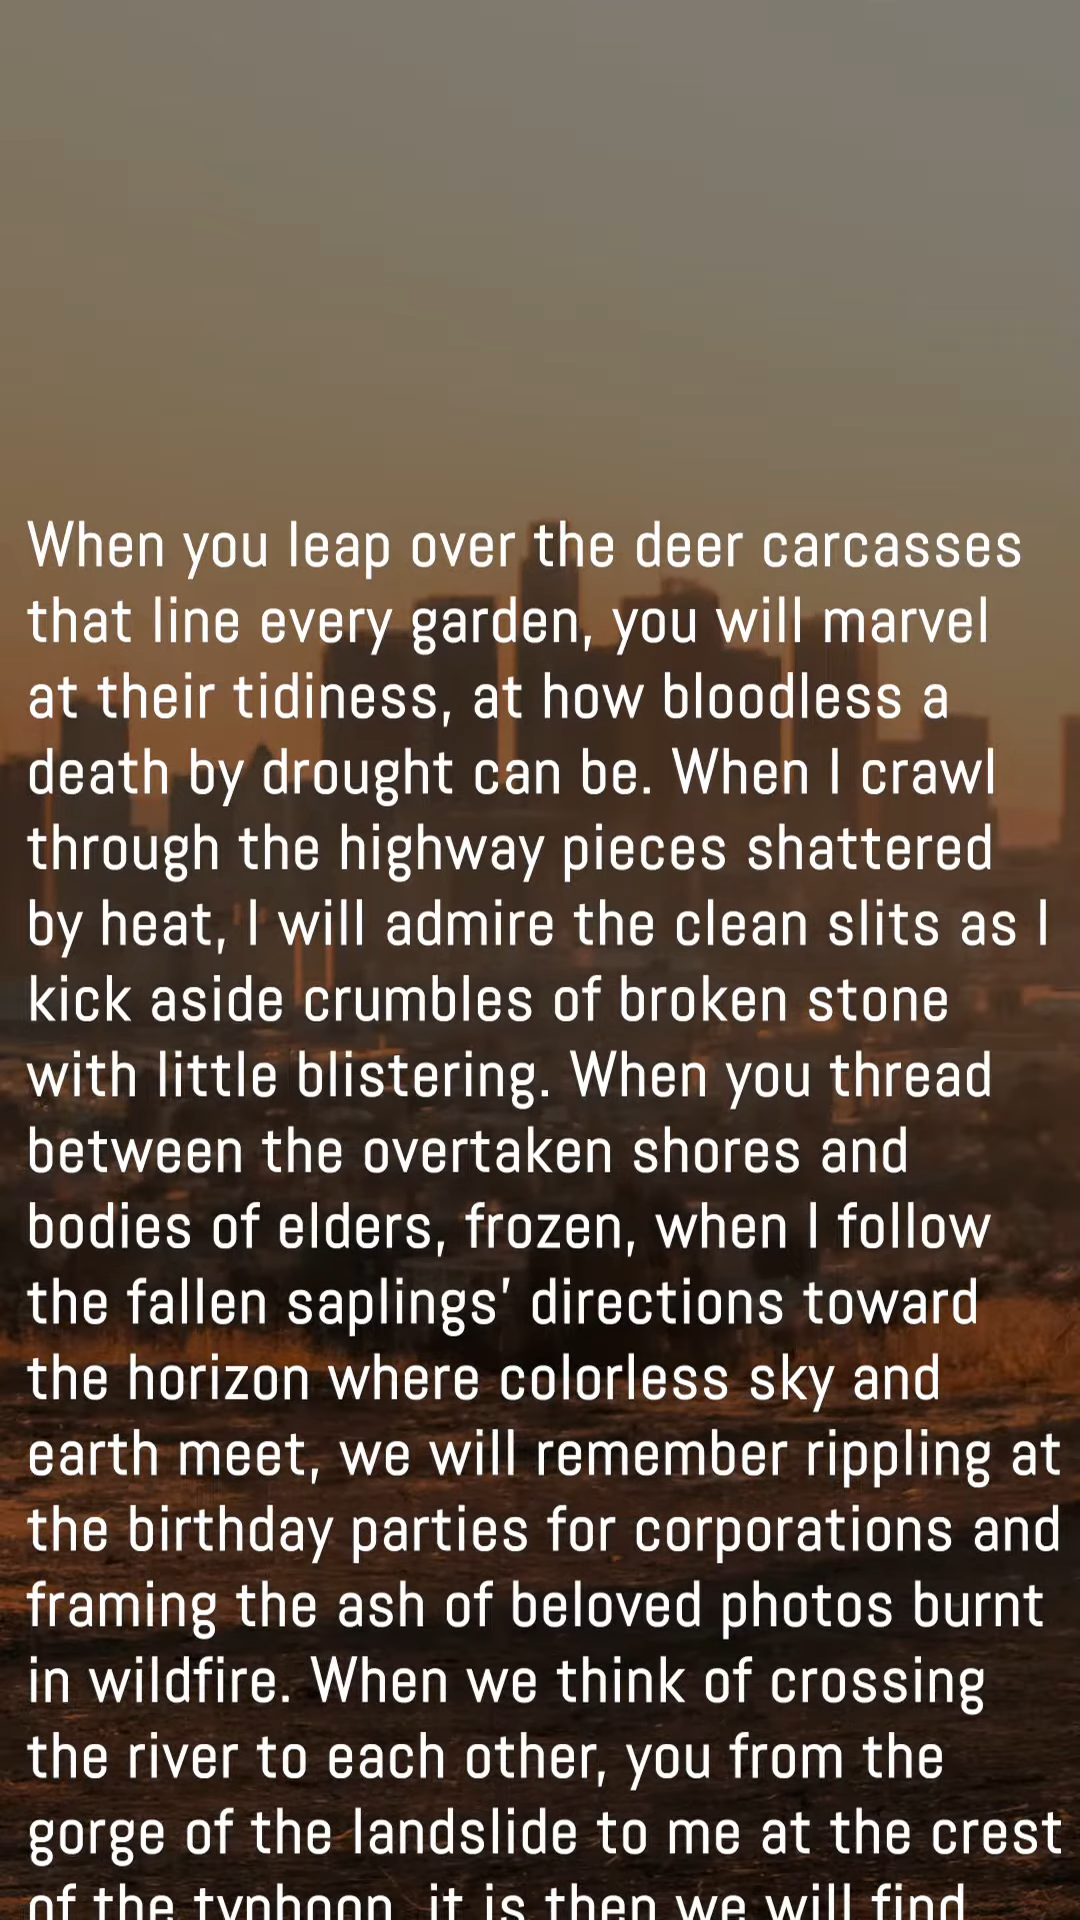 When you leap over the deer carcasses
that line every garden, you will marvel
at their tidiness, at how bloodless a
death by drought can be. When I crawl
through the highway pieces shattered
by heat, I will admire the clean slits as I
kick aside crumbles of broken stone
with little blistering. When you thread
between the overtaken shores and
bodies of elders, frozen, when I follow
the fallen saplings’ directions toward
the horizon where colorless sky and
earth meet, we will remember rippling at
the birthday parties for corporations and
framing the ash of beloved photos burnt
in wildfire. When we think of crossing
the river to each other, you from the
gorge of the landslide to me at the crest
of the typhoon, it is then we will find